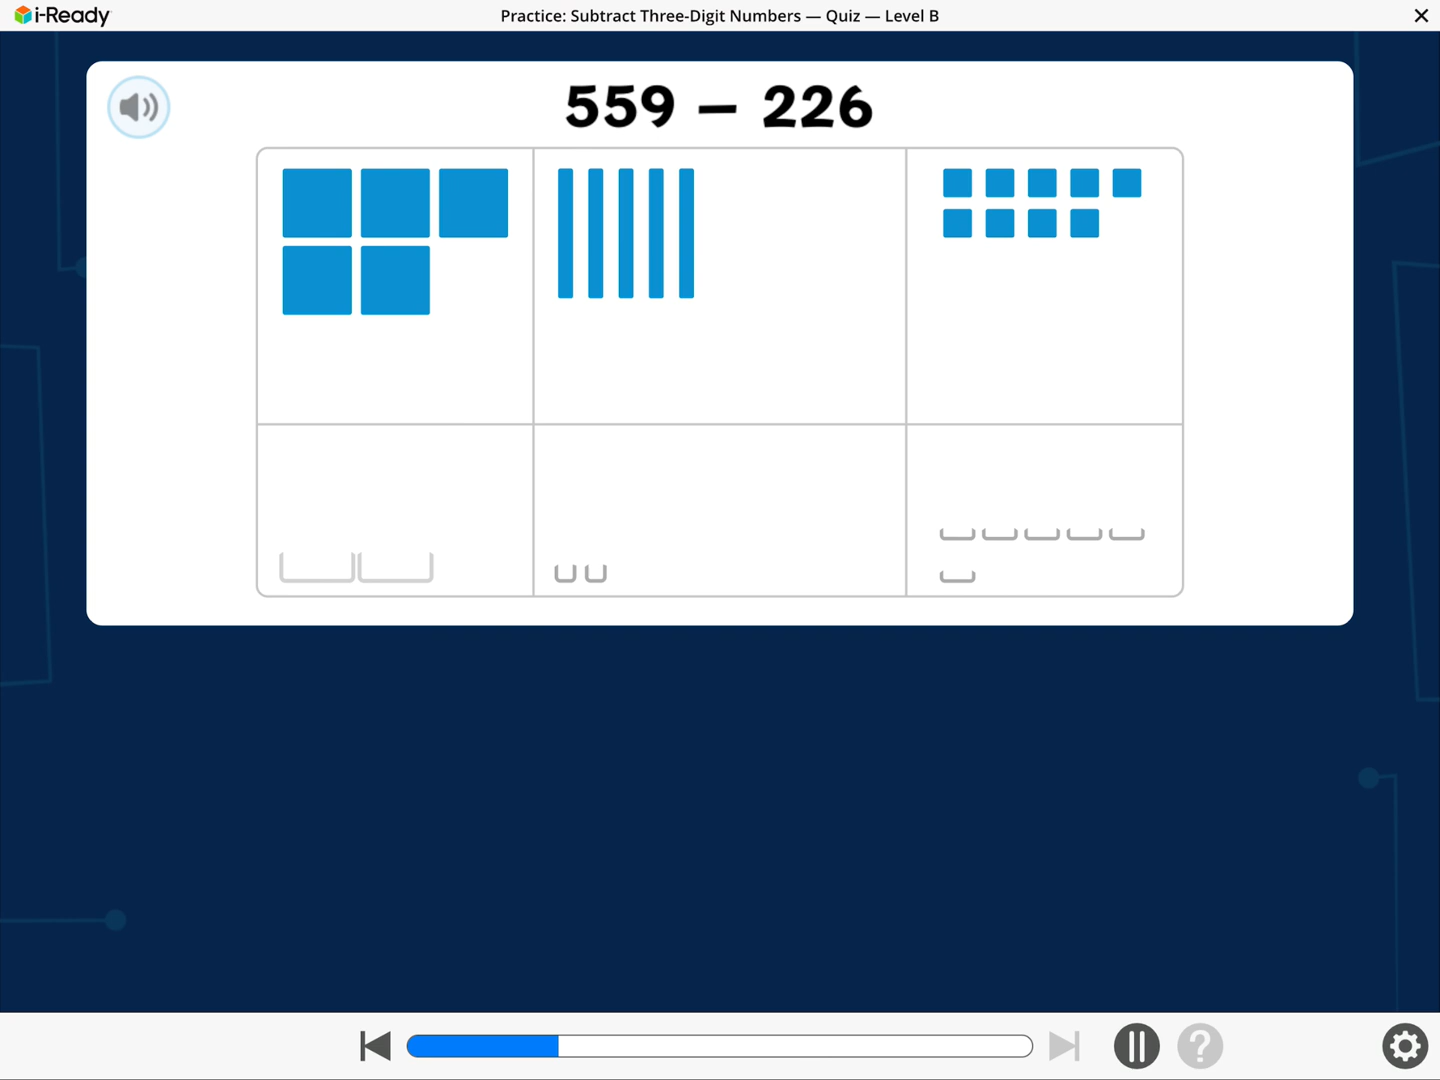 i-Ready
Practice: Subtract Three-Digit Numbers — Quiz — Level B
559 – 226
?